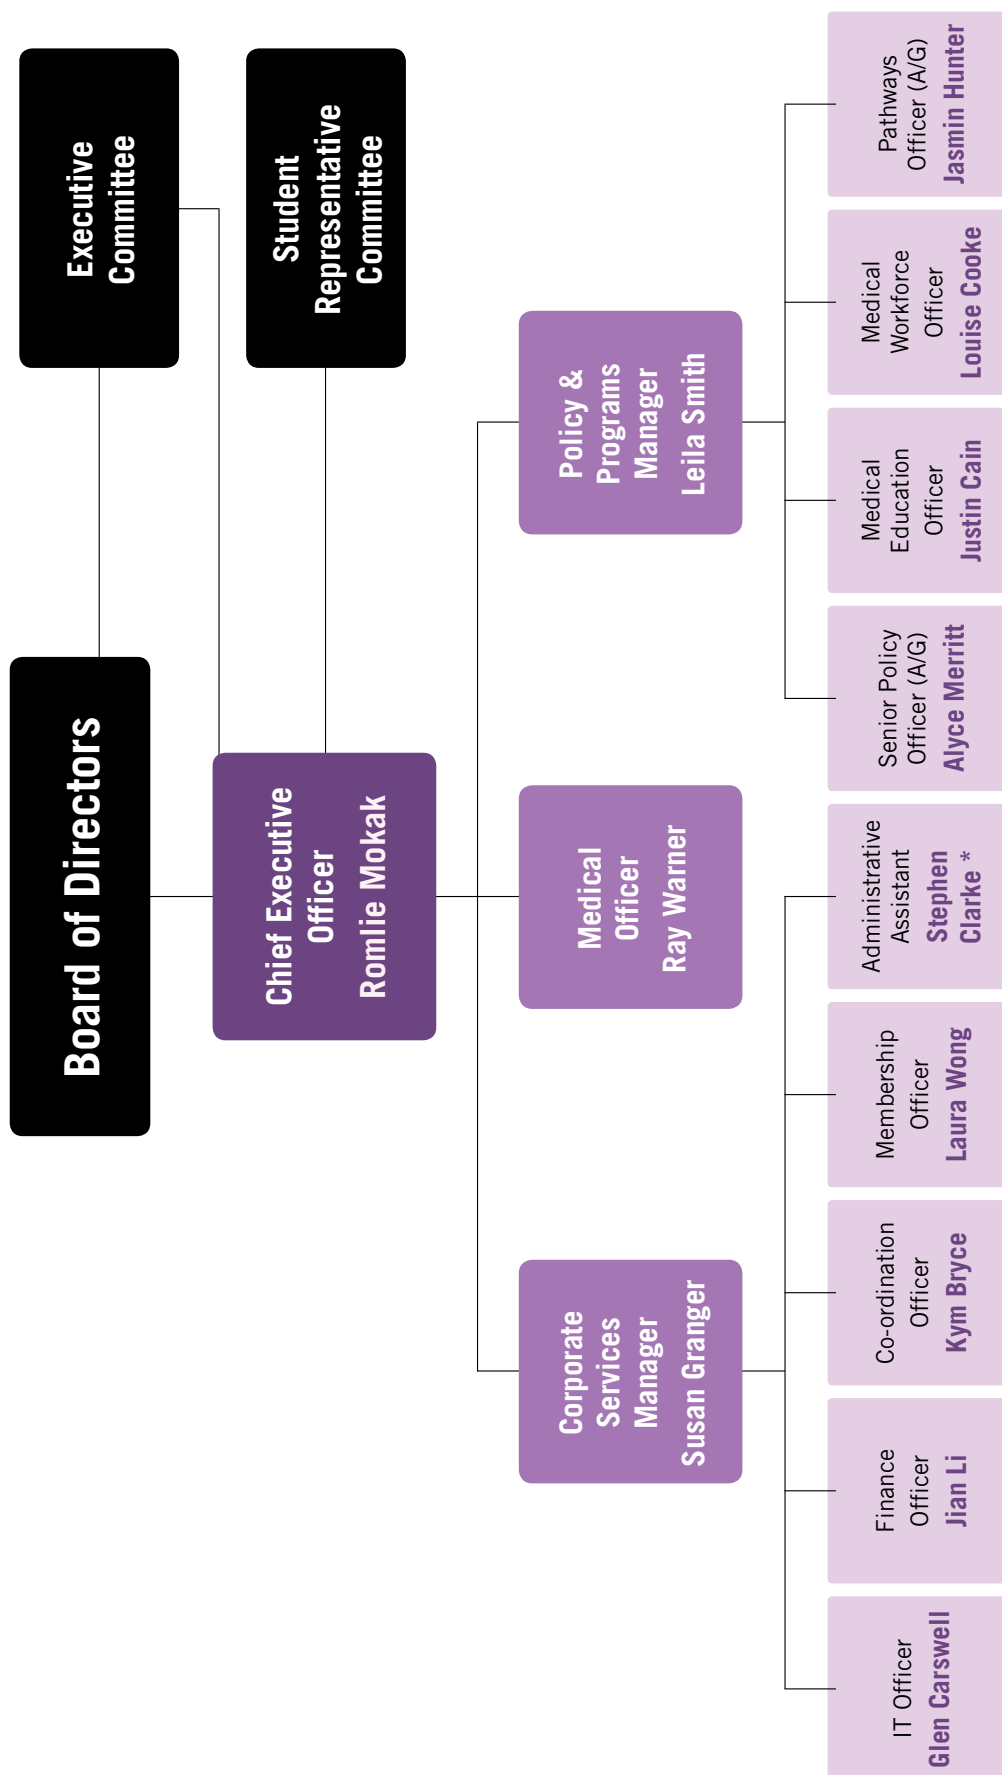 Board of Directors
Executive
Committee
Chief Executive
Officer
Romlie Mokak
Student
Representative
Committee
Corporate
Services
Manager
Susan Granger
Medical
Officer
Ray Warner
Policy &
Programs
Manager
Leila Smith
IT Officer
Glen Carswell
Finance
Officer
Jian Li
Co-ordination
Officer
Kym Bryce
Membership
Officer
Laura Wong
Administrative
Assistant
Stephen
Clarke *
Senior Policy
Officer (A/G)
Alyce Merritt
Medical
Education
Officer
Justin Cain
Medical
Workforce
Officer
Louise Cooke
Pathways
Officer (A/G)
Jasmin Hunter